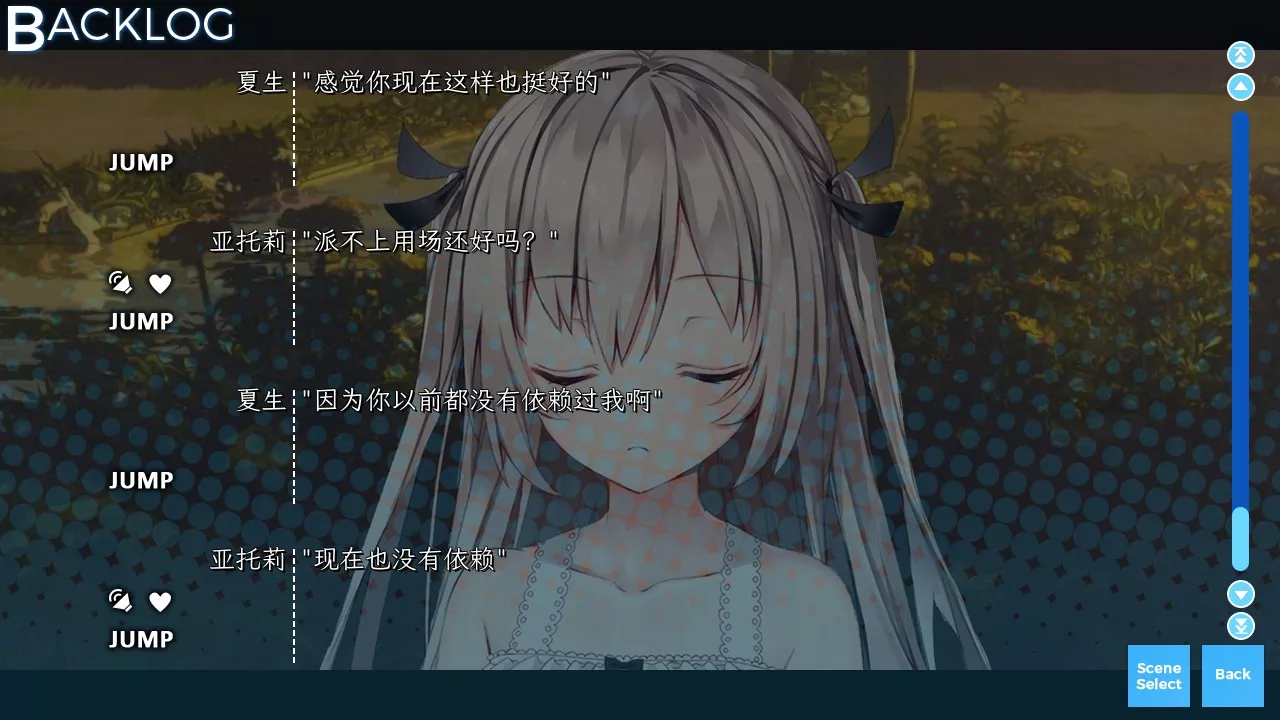 BACKLOG
夏生 "感觉你现在这样也挺好的"
JUMP
亚托莉 "派不上用场还好吗？"
JUMP
夏生 "因为你以前都没有依赖过我啊"
JUMP
亚托莉 "现在也没有依赖"
JUMP
Scene
Select
Back